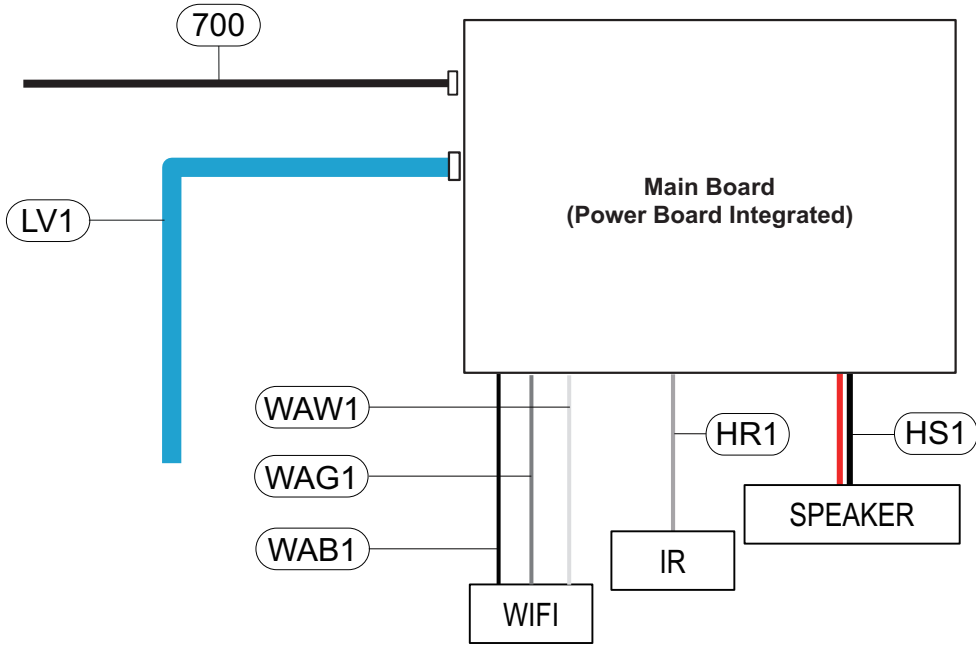 700
Main Board
(Power Board Integrated)
LV1
WAW1
HR1
HS1
WAG1
SPEAKER
WAB1
IR
WIFI